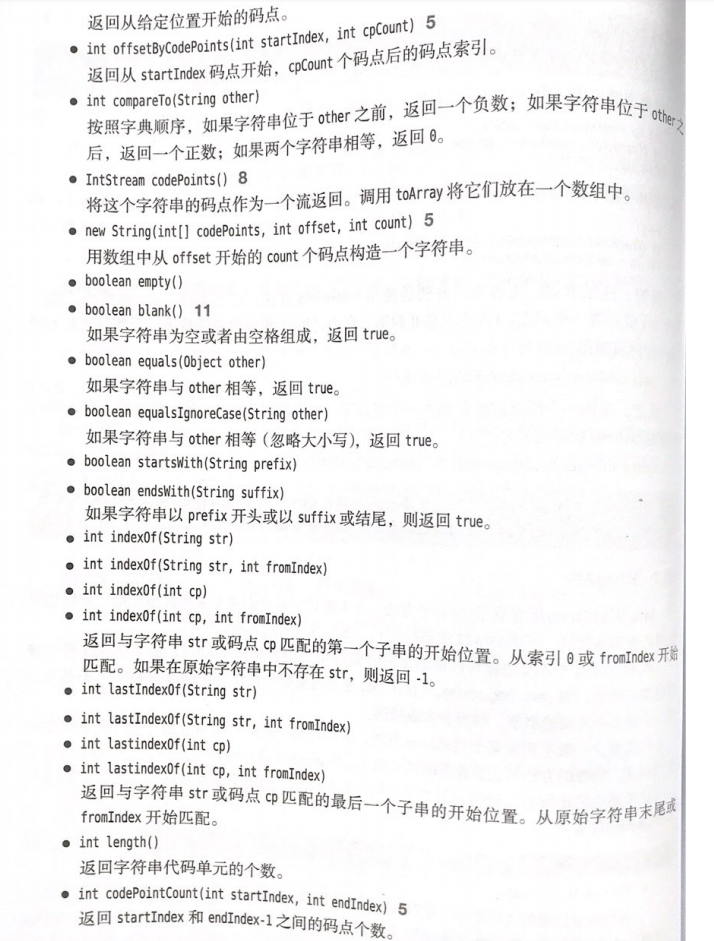 返回从给定位置开始的码点。
● int offsetByCodePoints(int startIndex, int cpCount) 5
返回从 startIndex 码点开始，cpCount 个码点后的码点索引。
● int compareTo(String other)
按照字典顺序，如果字符串位于 other 之前，返回一个负数；如果字符串位于 other 之
后，返回一个正数；如果两个字符串相等，返回 0。
● IntStream codePoints() 8
将这个字符串的码点作为一个流返回。调用 toArray 将它们放在一个数组中。
● new String(int[] codePoints, int offset, int count) 5
用数组中从 offset 开始的 count 个码点构造一个字符串。
● boolean empty()
● boolean blank() 11
如果字符串为空或者由空格组成，返回 true。
● boolean equals(Object other)
如果字符串与 other 相等，返回 true。
● boolean equalsIgnoreCase(String other)
如果字符串与 other 相等（忽略大小写），返回 true。
● boolean startsWith(String prefix)
● boolean endsWith(String suffix)
如果字符串以 prefix 开头或以 suffix 或结尾，则返回 true。
● int indexOf(String str)
● int indexOf(String str, int fromIndex)
● int indexOf(int cp)
● int indexOf(int cp, int fromIndex)
返回与字符串 str 或码点 cp 匹配的第一个子串的开始位置。从索引 0 或 fromIndex 开始
匹配。如果在原始字符串中不存在 str，则返回 -1。
● int lastIndexOf(String str)
● int lastIndexOf(String str, int fromIndex)
● int lastindexOf(int cp)
● int lastindexOf(int cp, int fromIndex)
返回与字符串 str 或码点 cp 匹配的最后一个子串的开始位置。从原始字符串末尾或
fromIndex 开始匹配。
● int length()
返回字符串代码单元的个数。
● int codePointCount(int startIndex, int endIndex) 5
返回 startIndex 和 endIndex-1 之间的码点个数。